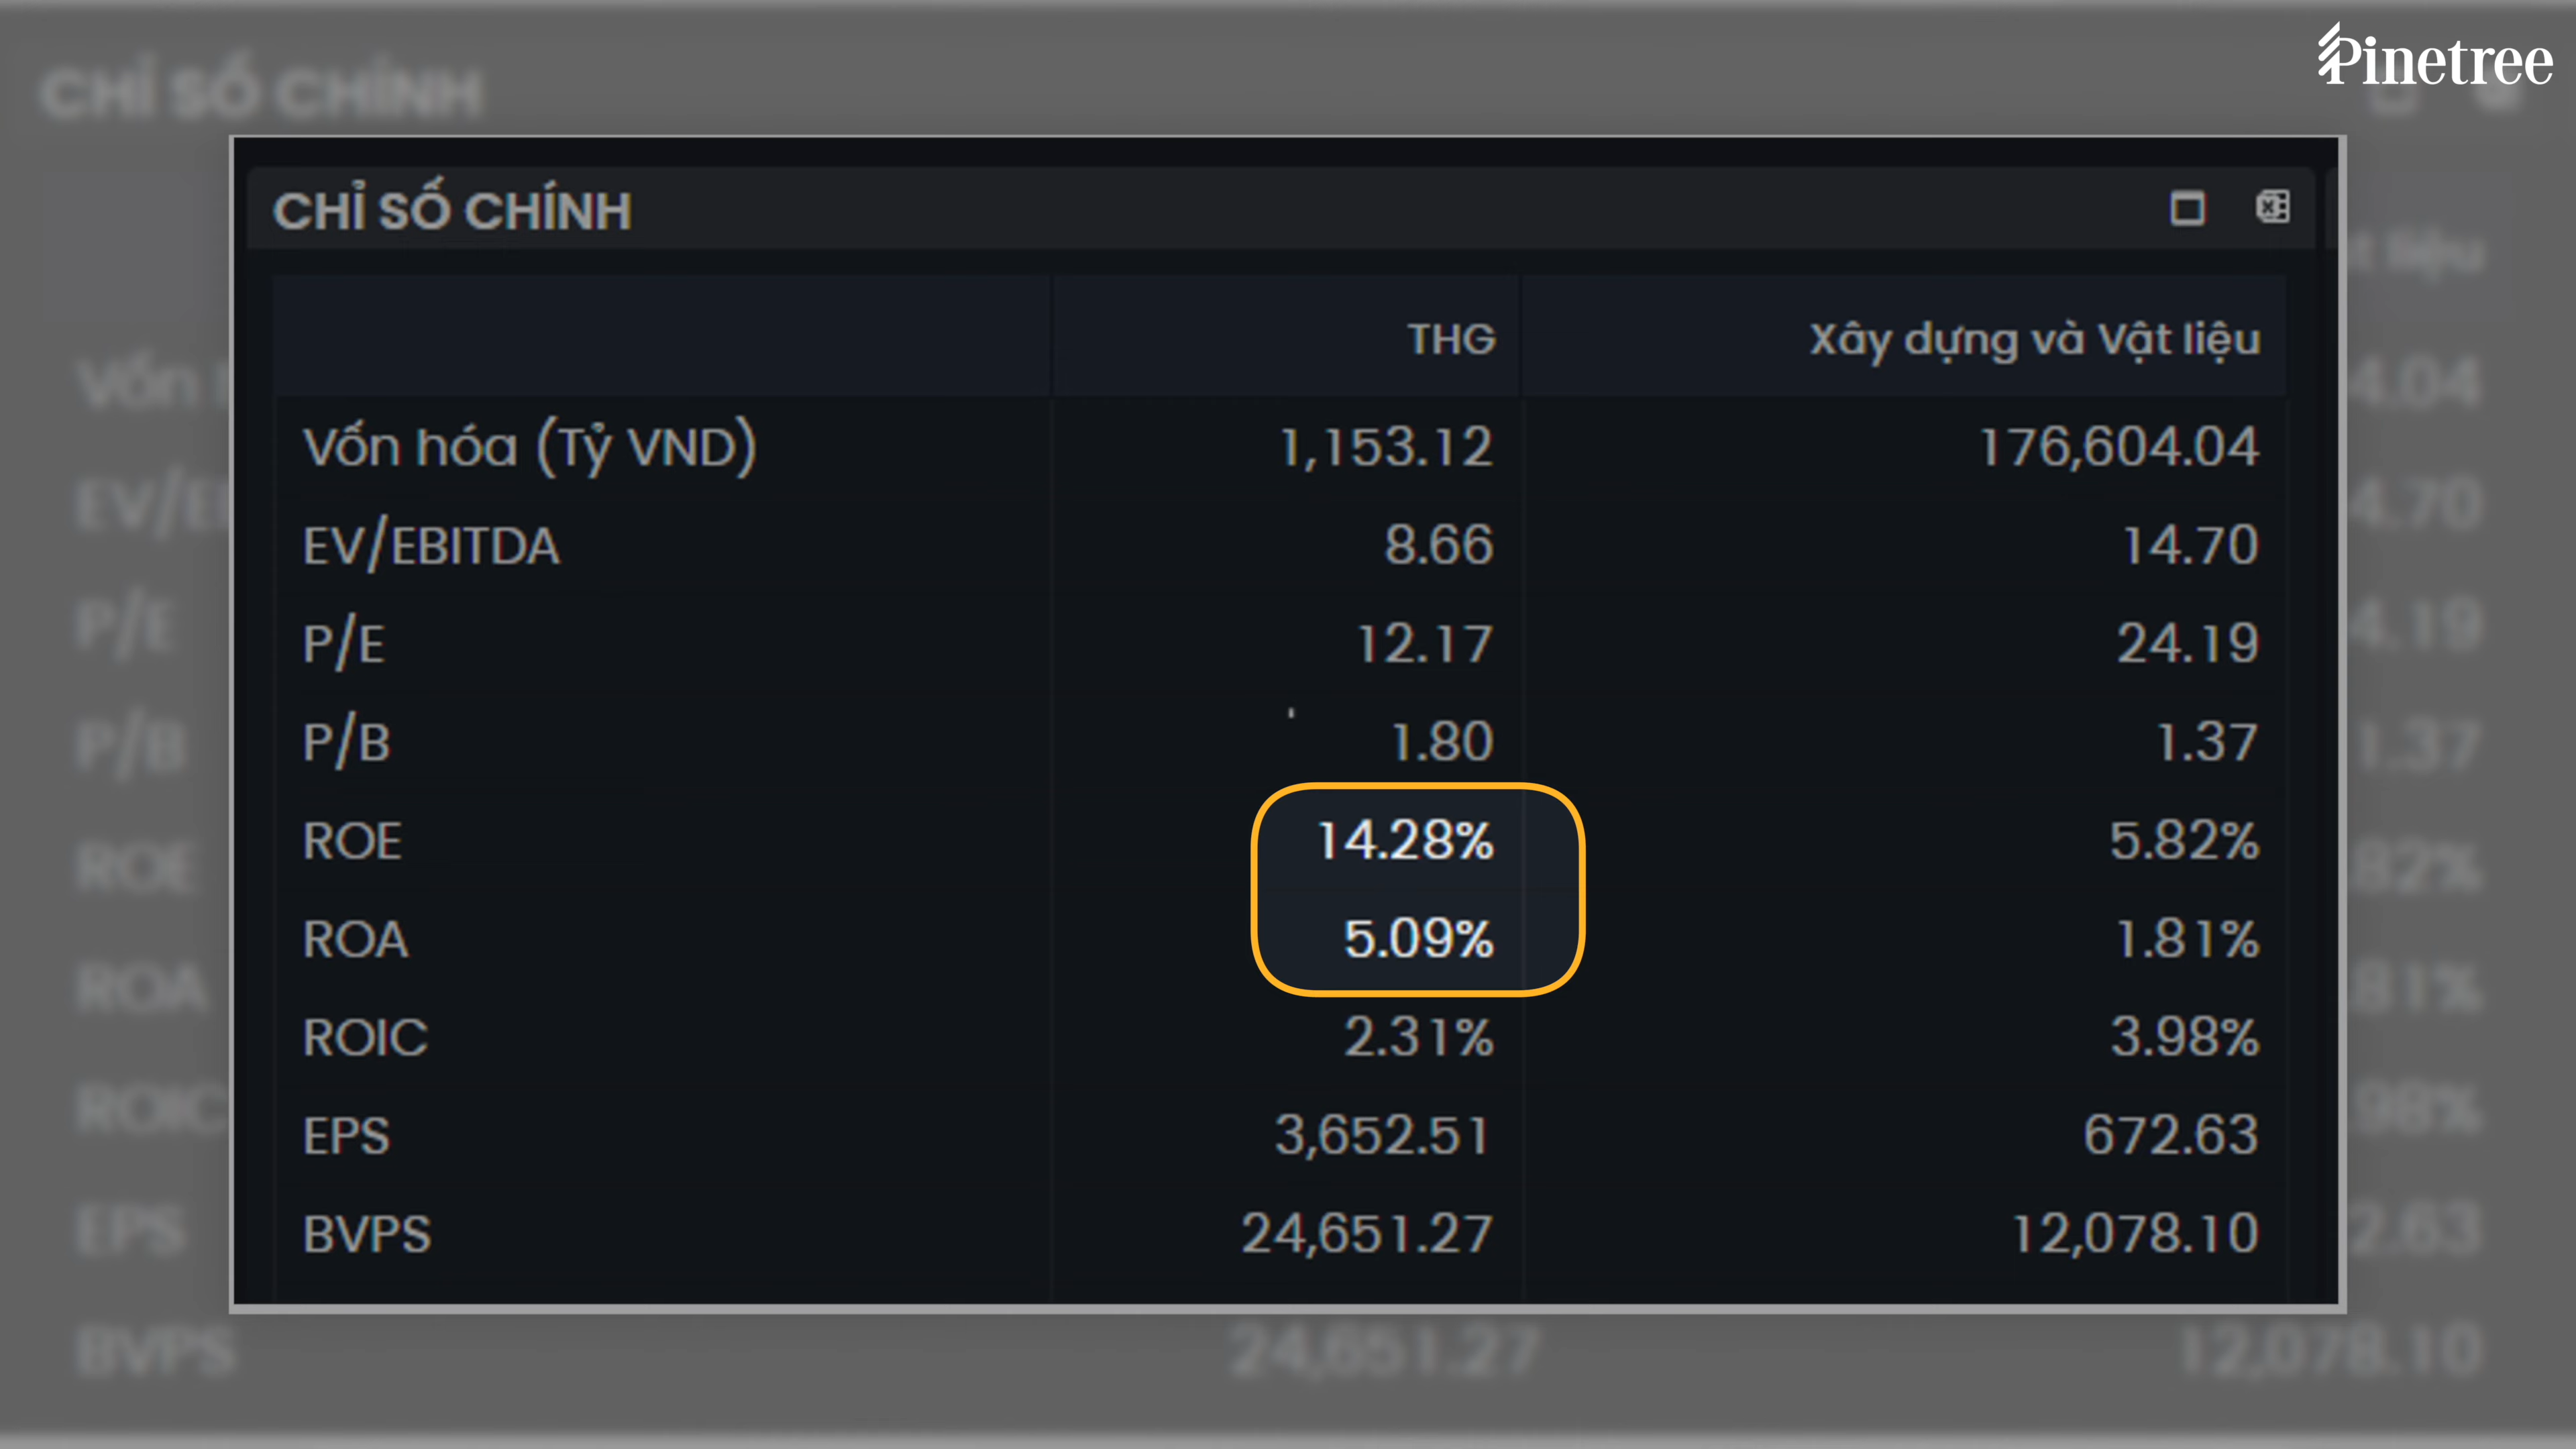 Pinetree
CHỈ SỐ CHÍNH
THG Xây dựng và Vật liệu
Vốn hóa (Tỷ VND) 1,153.12 176,604.04
EV/EBITDA 8.66 14.70
P/E 12.17 24.19
P/B 1.80 1.37
ROE 14.28% 5.82%
ROA 5.09% 1.81%
ROIC 2.31% 3.98%
EPS 3,652.51 672.63
BVPS 24,651.27 12,078.10